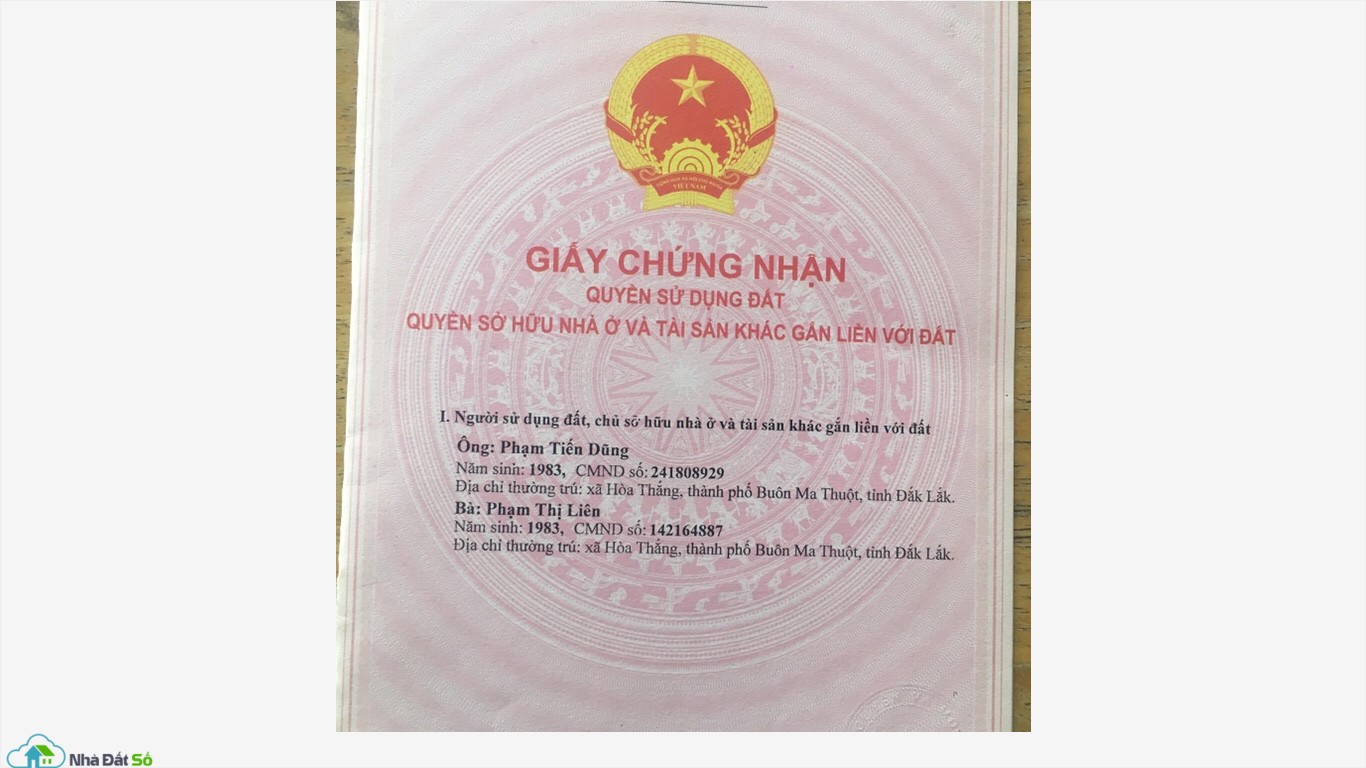 VIỆT NAM
GIẤY CHỨNG NHẬN
QUYỀN SỬ DỤNG ĐẤT
QUYỀN SỞ HỮU NHÀ Ở VÀ TÀI SẢN KHÁC GẮN LIỀN VỚI ĐẤT
I. Người sử dụng đất, chủ sở hữu nhà ở và tài sản khác gắn liền với đất
Ông: Phạm Tiến Dũng
Năm sinh: 1983, CMND số: 241808929
Địa chỉ thường trú: xã Hòa Thắng, thành phố Buôn Ma Thuột, tỉnh Đắk Lắk.
Bà: Phạm Thị Liên
Năm sinh: 1983, CMND số: 142164887
Địa chỉ thường trú: xã Hòa Thắng, thành phố Buôn Ma Thuột, tỉnh Đắk Lắk.
Nhà Đất Số